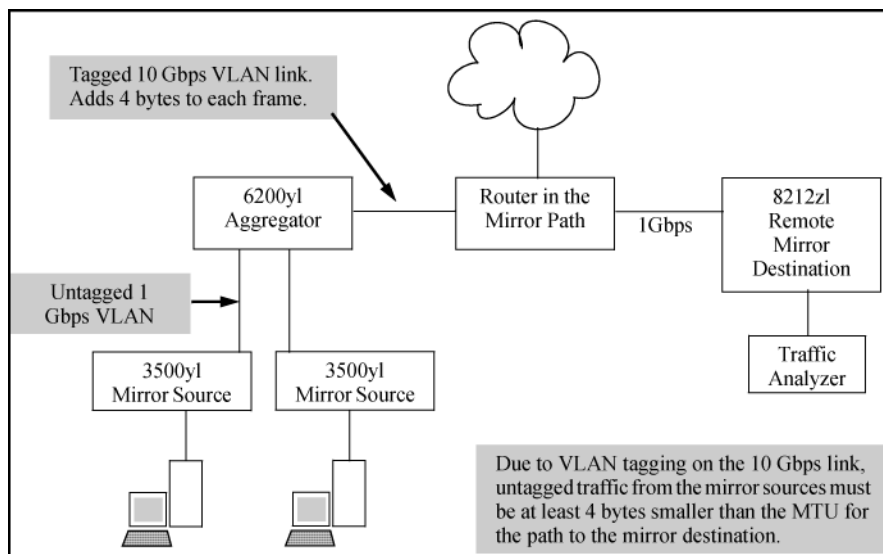 Tagged 10 Gbps VLAN link.
Adds 4 bytes to each frame.
6200yl
Aggregator
Router in the
Mirror Path
1Gbps
8212zl
Remote
Mirror
Destination
Untagged 1
Gbps VLAN
3500yl
Mirror Source
3500yl
Mirror Source
Traffic
Analyzer
Due to VLAN tagging on the 10 Gbps link,
untagged traffic from the mirror sources must
be at least 4 bytes smaller than the MTU for
the path to the mirror destination.